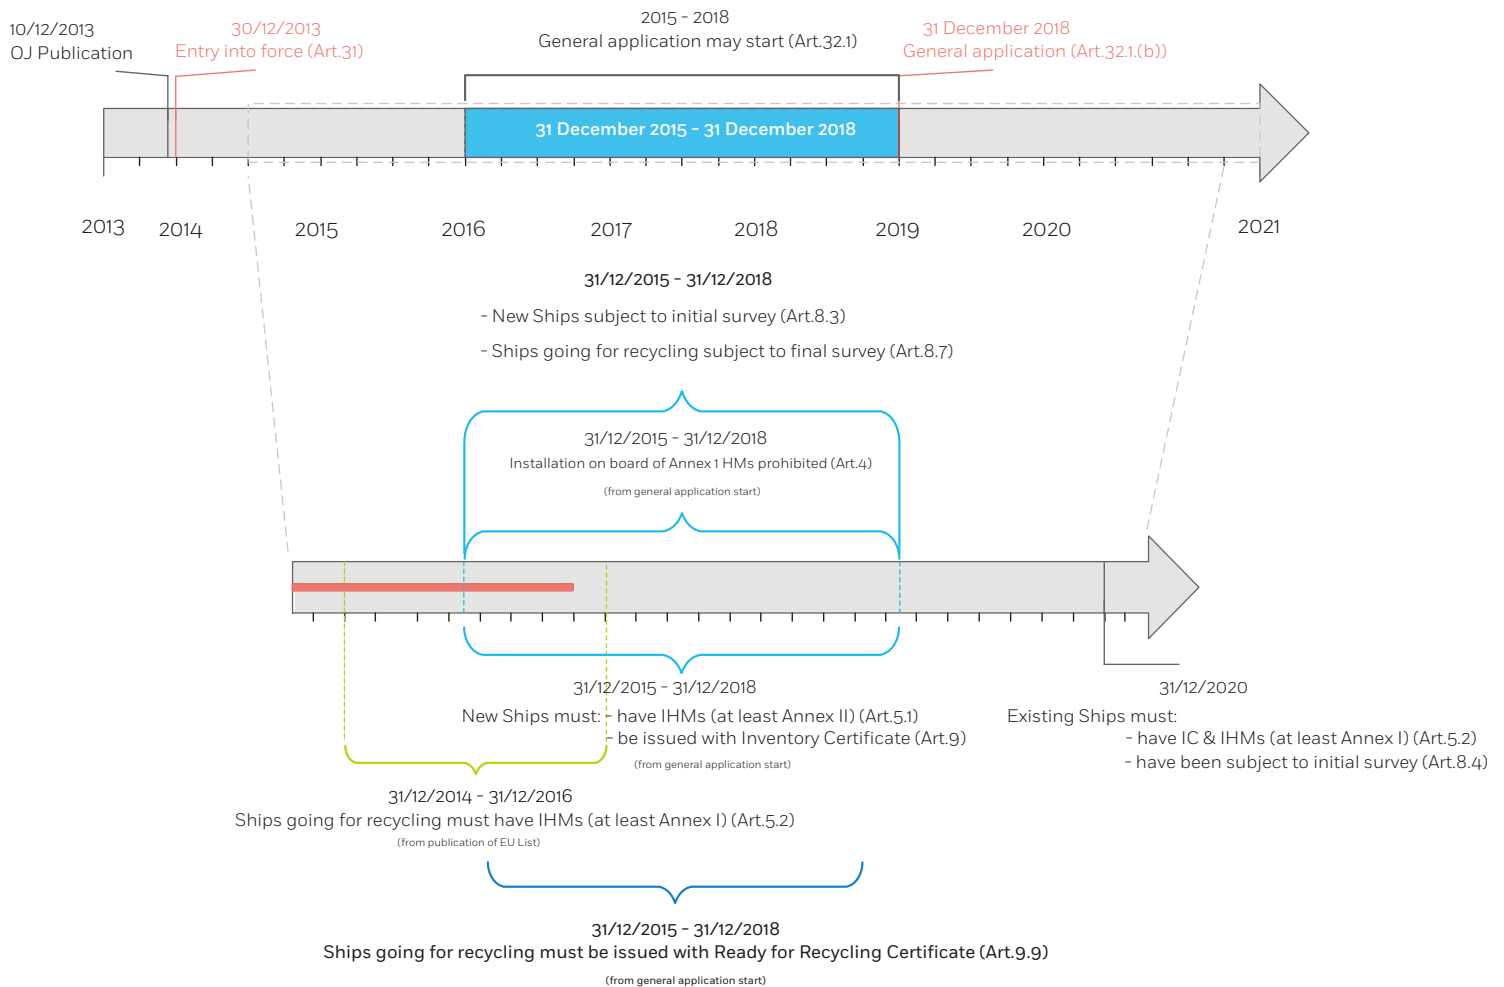 10/12/2013
OJ Publication
30/12/2013
Entry into force (Art.31)
2015 - 2018
General application may start (Art.32.1)
31 December 2018
General application (Art.32.1.(b))
31 December 2015 - 31 December 2018
2013
2014
2015
2016
2017
2018
2019
2020
2021
31/12/2015 - 31/12/2018
- New Ships subject to initial survey (Art.8.3)
- Ships going for recycling subject to final survey (Art.8.7)
31/12/2015 - 31/12/2018
Installation on board of Annex 1 HMs prohibited (Art.4)
(from general application start)
31/12/2015 - 31/12/2018
New Ships must: - have IHMs (at least Annex II) (Art.5.1)
- be issued with Inventory Certificate (Art.9)
(from general application start)
31/12/2020
Existing Ships must:
- have IC & IHMs (at least Annex I) (Art.5.2)
- have been subject to initial survey (Art.8.4)
31/12/2014 - 31/12/2016
Ships going for recycling must have IHMs (at least Annex I) (Art.5.2)
(from publication of EU List)
31/12/2015 - 31/12/2018
Ships going for recycling must be issued with Ready for Recycling Certificate (Art.9.9)
(from general application start)